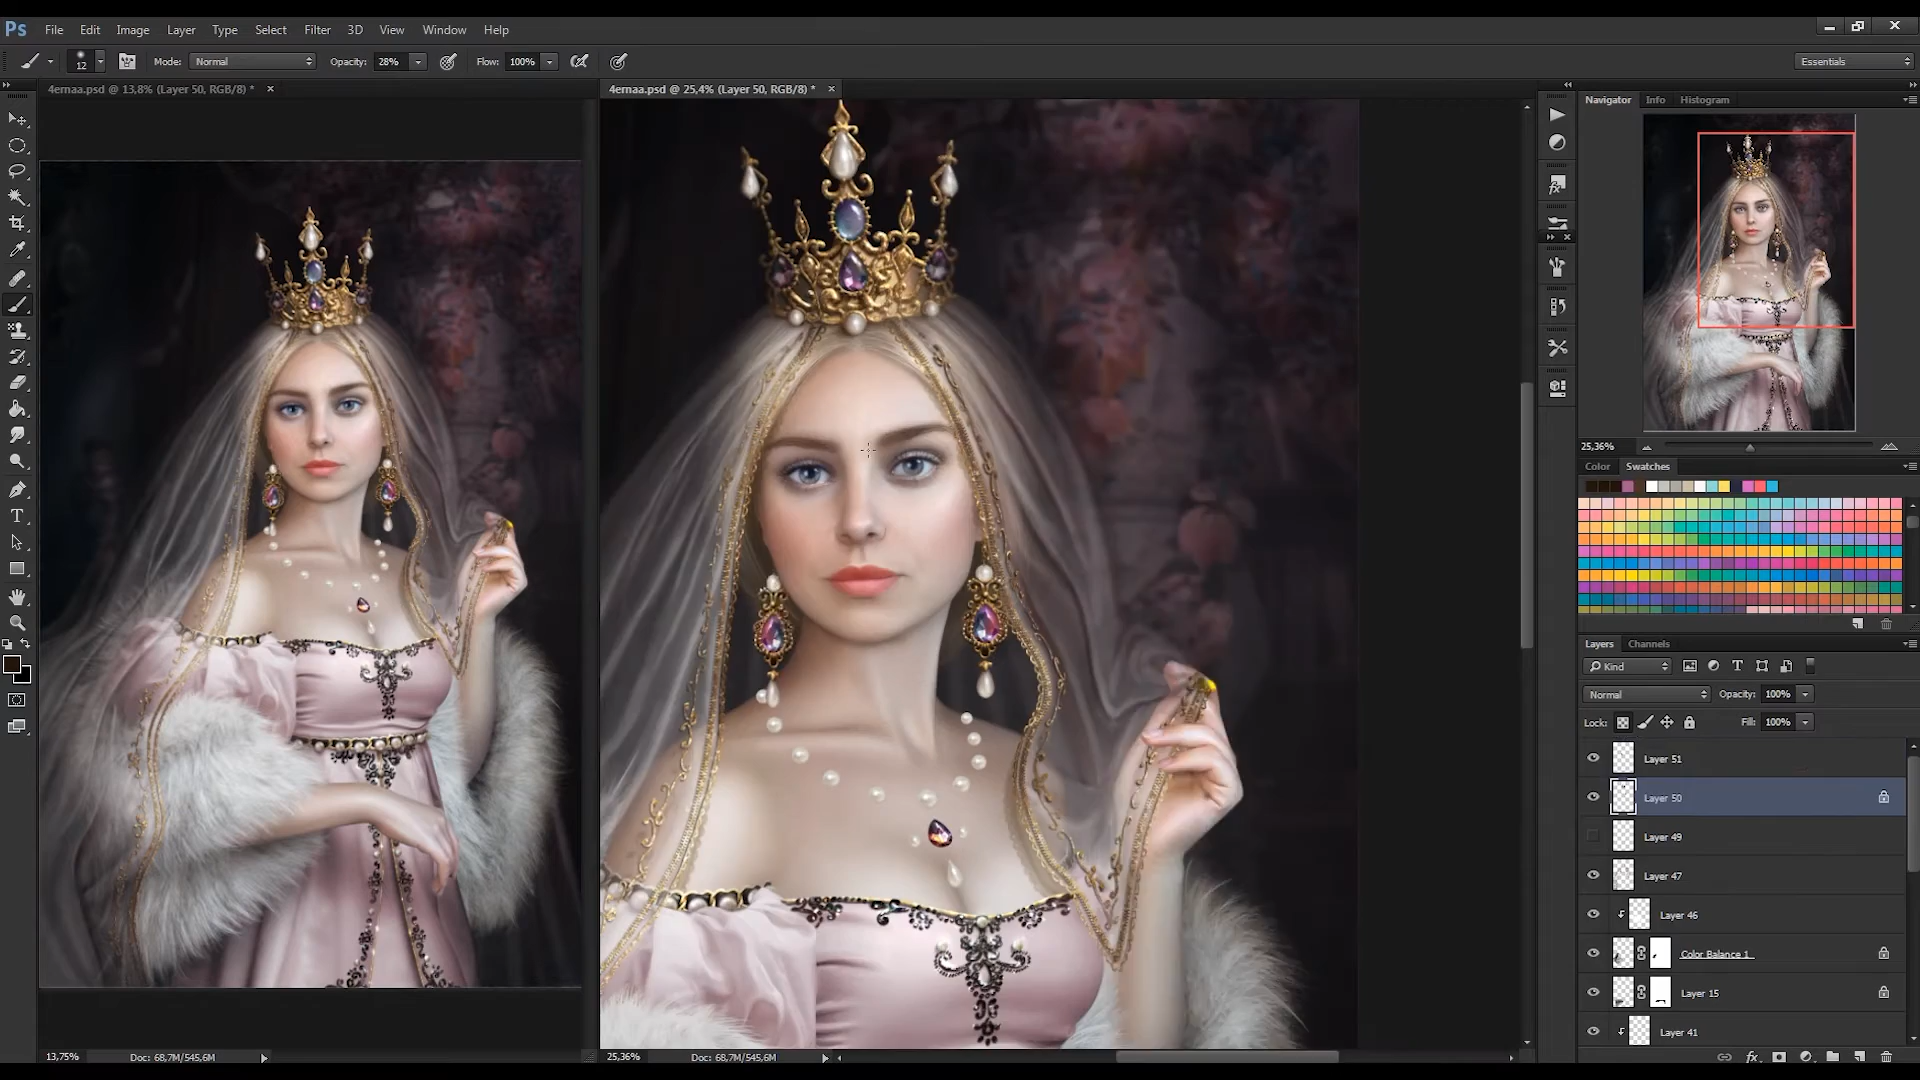 Ps File Edit Image Layer Type Select Filter 3D View Window Help
12 Mode: Normal Opacity: 28% Flow: 100% Essentials
4ernaa.psd @ 13,8% (Layer 50, RGB/8) * × 4ernaa.psd @ 25,4% (Layer 50, RGB/8) * ×
Navigator Info Histogram
25,36%
Color Swatches
Layers Channels
Kind
Normal Opacity: 100%
Lock: Fill: 100%
Layer 51
Layer 50
Layer 49
Layer 47
Layer 46
Color Balance 1
Layer 15
Layer 41
13,75% Doc: 68,7M/545,6M 25,36% Doc: 68,7M/545,6M